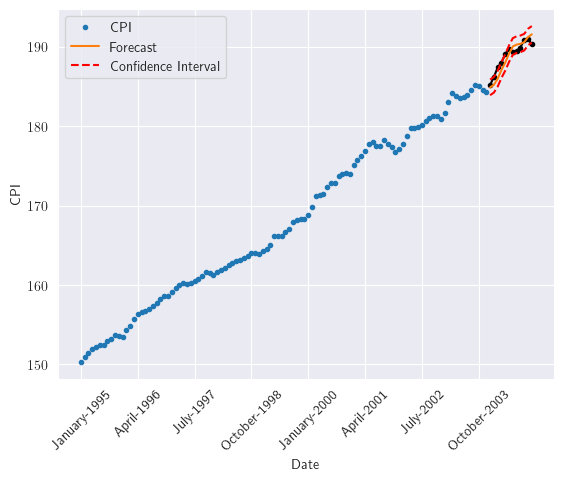 CPI
Forecast
Confidence Interval
190
180
170
160
150
CPI
January-1995
April-1996
July-1997
October-1998
January-2000
April-2001
July-2002
October-2003
Date